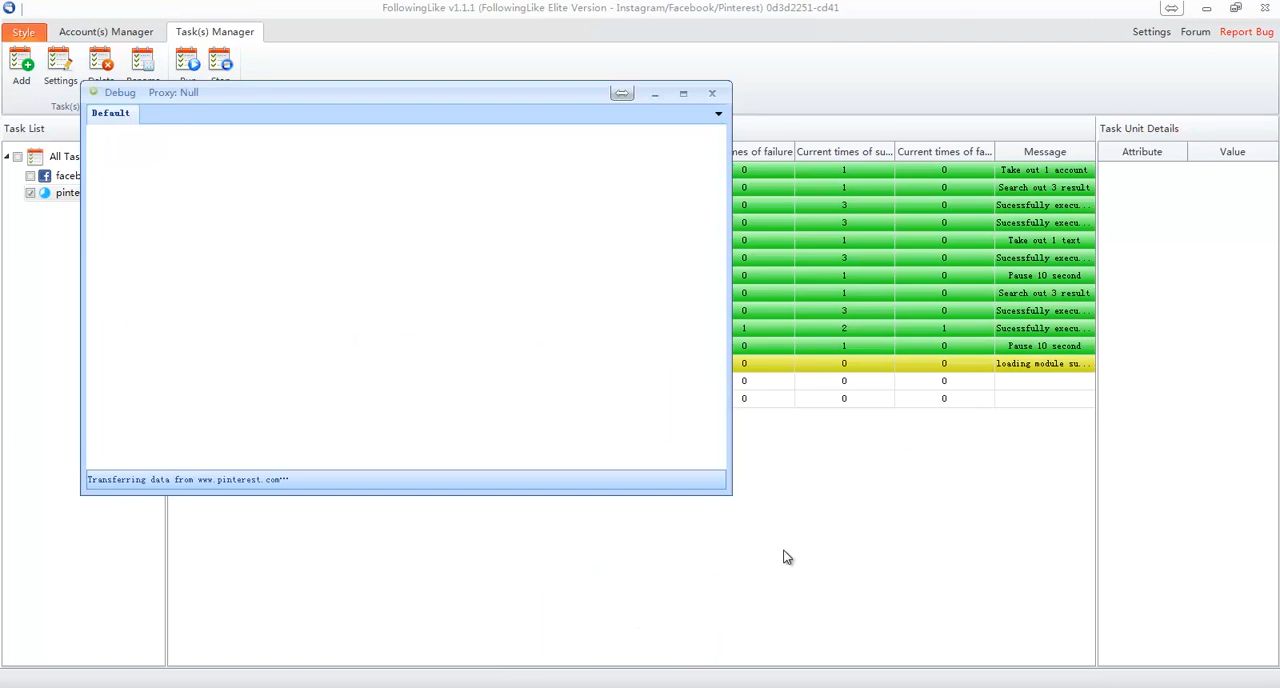 FollowingLike v1.1.1 (FollowingLike Elite Version - Instagram/Facebook/Pinterest) 0d3d2251-cd41
Style Account(s) Manager Task(s) Manager Settings Forum Report Bug
Add Settings
Task(s)
Debug Proxy: Null
Default
Task List
Task Unit Details
mes of failure Current times of su... Current times of fa... Message Attribute Value
All Tas
faceb
pinte
0 1 0 Take out 1 account
0 1 0 Search out 3 result
0 3 0 Sucessfully execu...
0 3 0 Sucessfully execu...
0 1 0 Take out 1 text
0 3 0 Sucessfully execu...
0 1 0 Pause 10 second
0 1 0 Search out 3 result
0 3 0 Sucessfully execu...
1 2 1 Sucessfully execu...
0 1 0 Pause 10 second
0 0 0 loading module su...
0 0 0
0 0 0
Transferring data from www.pinterest.com…